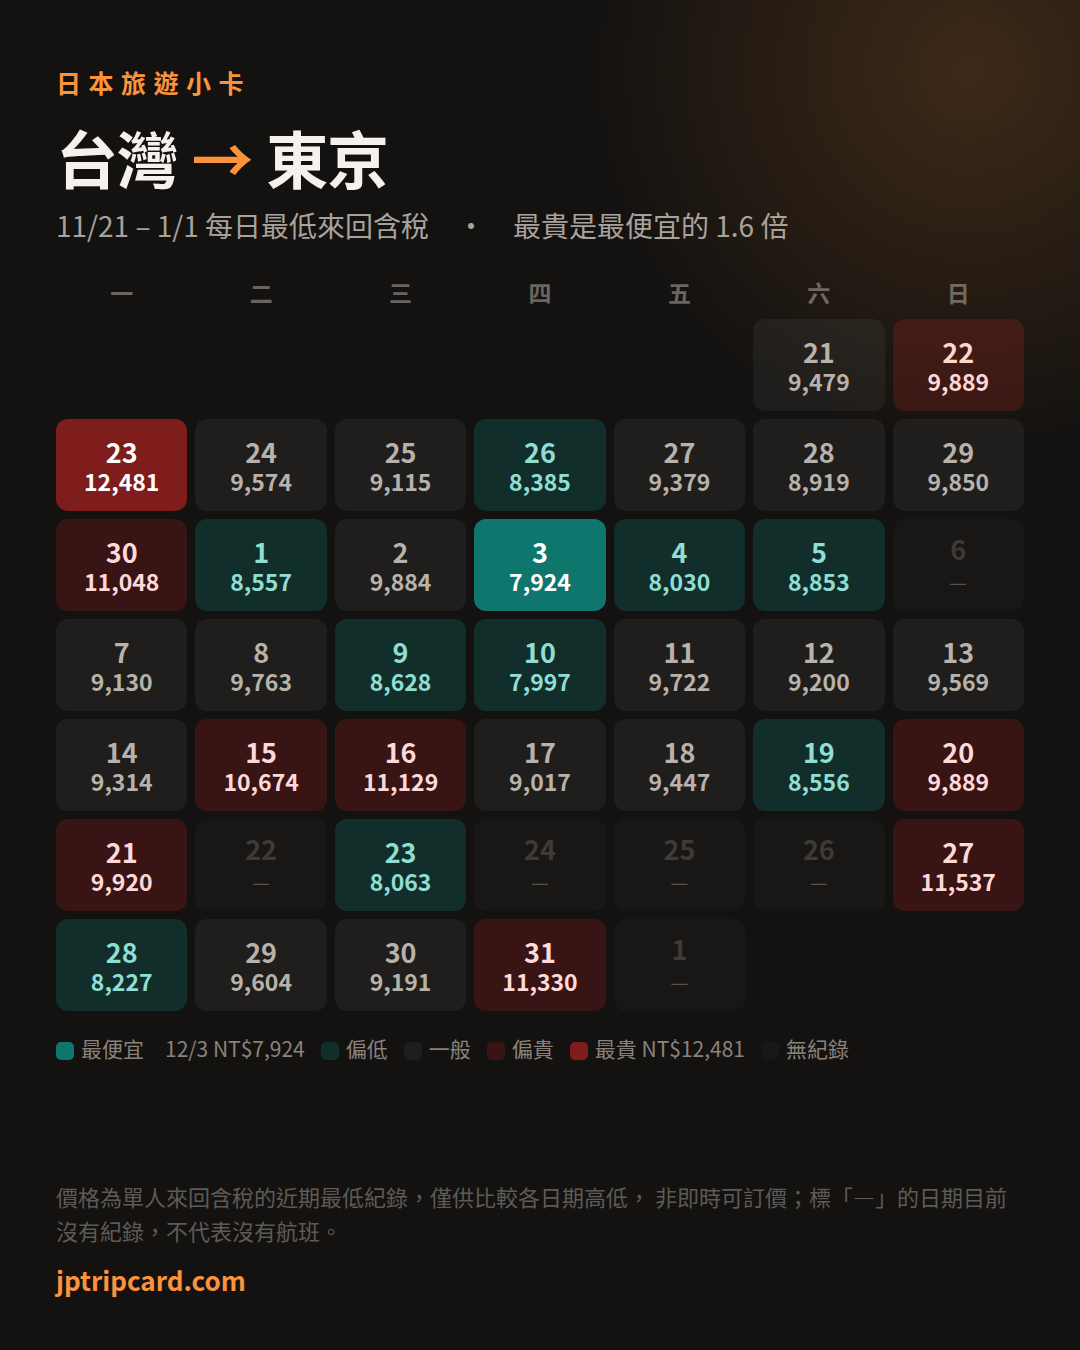 日本旅遊小卡
台灣 → 東京
11/21 – 1/1 每日最低來回含稅 ・ 最貴是最便宜的 1.6 倍
一 二 三 四 五 六 日
21 22
9,479 9,889
23 24 25 26 27 28 29
12,481 9,574 9,115 8,385 9,379 8,919 9,850
30 1 2 3 4 5 6
11,048 8,557 9,884 7,924 8,030 8,853 —
7 8 9 10 11 12 13
9,130 9,763 8,628 7,997 9,722 9,200 9,569
14 15 16 17 18 19 20
9,314 10,674 11,129 9,017 9,447 8,556 9,889
21 22 23 24 25 26 27
9,920 — 8,063 — — — 11,537
28 29 30 31 1
8,227 9,604 9,191 11,330 —
最便宜 12/3 NT$7,924 偏低 一般 偏貴 最貴 NT$12,481 無紀錄
價格為單人來回含稅的近期最低紀錄，僅供比較各日期高低， 非即時可訂價；標「—」的日期目前
沒有紀錄，不代表沒有航班。
jptripcard.com